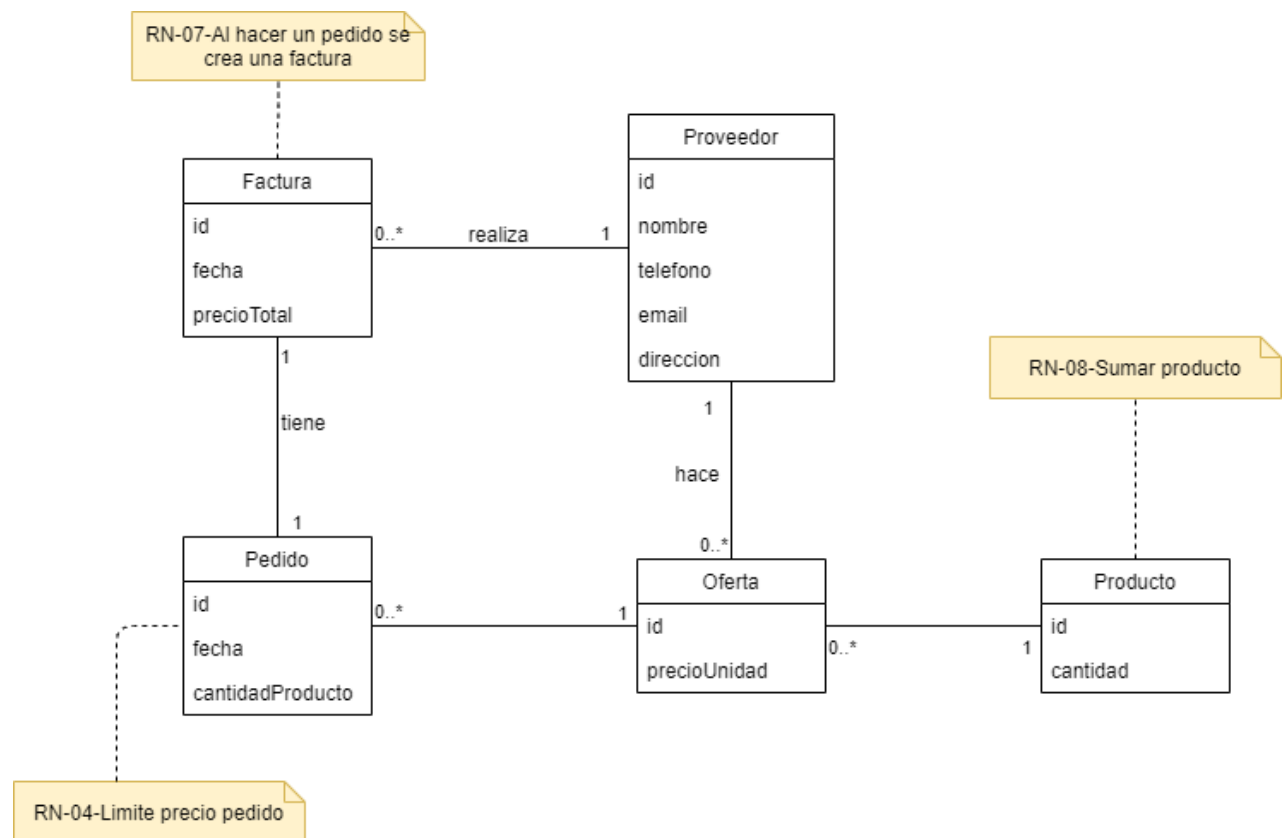 RN-07-Al hacer un pedido se
crea una factura
Proveedor
id
nombre
telefono
email
direccion
Factura
id
fecha
precioTotal
0..*
realiza
1
1
tiene
1
1
hace
0..*
RN-08-Sumar producto
Pedido
id
fecha
cantidadProducto
0..*
1
Oferta
id
precioUnidad
0..*
1
Producto
id
cantidad
RN-04-Limite precio pedido